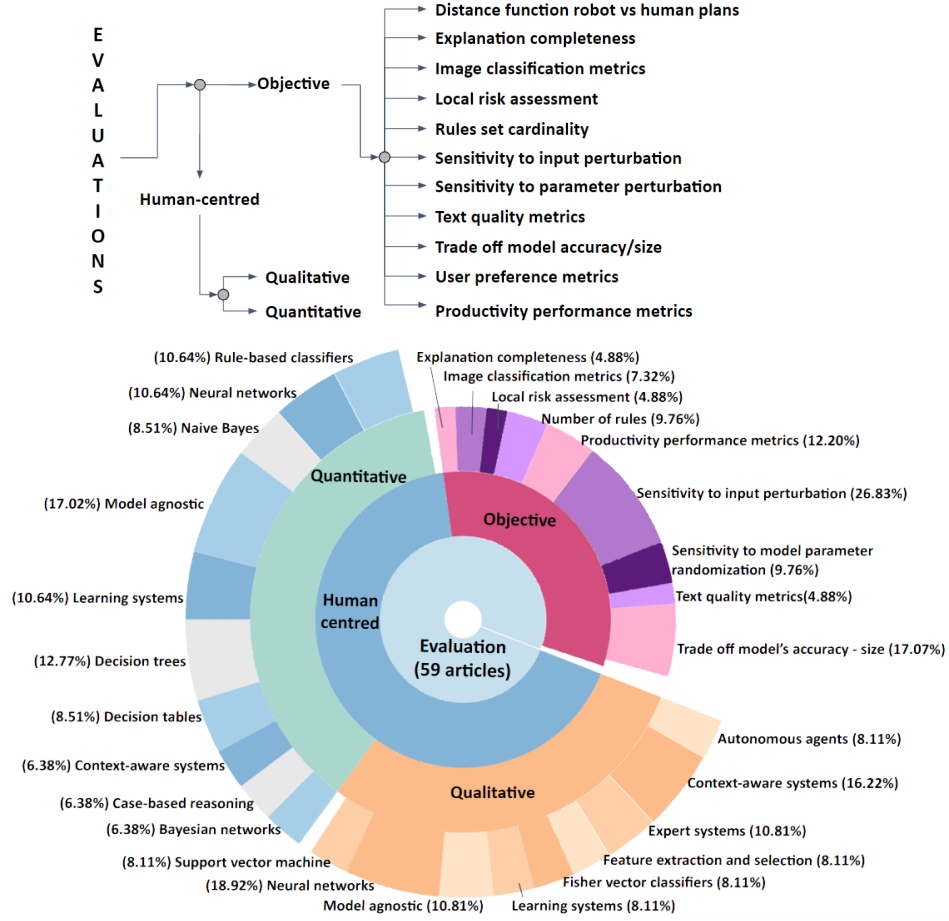 EVALUATIONS
Objective
Human-centred
Qualitative
Quantitative
Distance function robot vs human plans
Explanation completeness
Image classification metrics
Local risk assessment
Rules set cardinality
Sensitivity to input perturbation
Sensitivity to parameter perturbation
Text quality metrics
Trade off model accuracy/size
User preference metrics
Productivity performance metrics
(10.64%) Rule-based classifiers
(10.64%) Neural networks
(8.51%) Naive Bayes
(17.02%) Model agnostic
(10.64%) Learning systems
(12.77%) Decision trees
(8.51%) Decision tables
(6.38%) Context-aware systems
(6.38%) Case-based reasoning
(6.38%) Bayesian networks
Quantitative
Human
centred
Evaluation
(59 articles)
Objective
Explanation completeness (4.88%)
Image classification metrics (7.32%)
Local risk assessment (4.88%)
Number of rules (9.76%)
Productivity performance metrics (12.20%)
Sensitivity to input perturbation (26.83%)
Sensitivity to model parameter
randomization (9.76%)
Text quality metrics(4.88%)
Trade off model's accuracy - size (17.07%)
Qualitative
Autonomous agents (8.11%)
Context-aware systems (16.22%)
Expert systems (10.81%)
Feature extraction and selection (8.11%)
Fisher vector classifiers (8.11%)
Learning systems (8.11%)
Model agnostic (10.81%)
(18.92%) Neural networks
(8.11%) Support vector machine